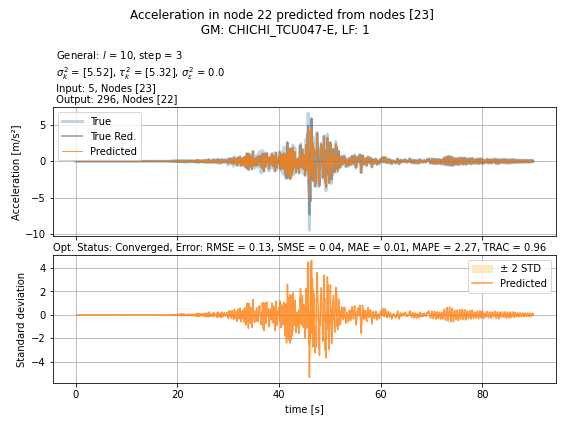 Acceleration in node 22 predicted from nodes [23]
GM: CHICHI_TCU047-E, LF: 1
General: l = 10, step = 3
σ²ₖ = [5.52], τ²ₖ = [5.32], σ²ε = 0.0
Input: 5, Nodes [23]
Output: 296, Nodes [22]
True
True Red.
Predicted
Acceleration [m/s²]
5
0
−5
−10
Opt. Status: Converged, Error: RMSE = 0.13, SMSE = 0.04, MAE = 0.01, MAPE = 2.27, TRAC = 0.96
± 2 STD
Predicted
Standard deviation
4
2
0
−2
−4
0 20 40 60 80
time [s]